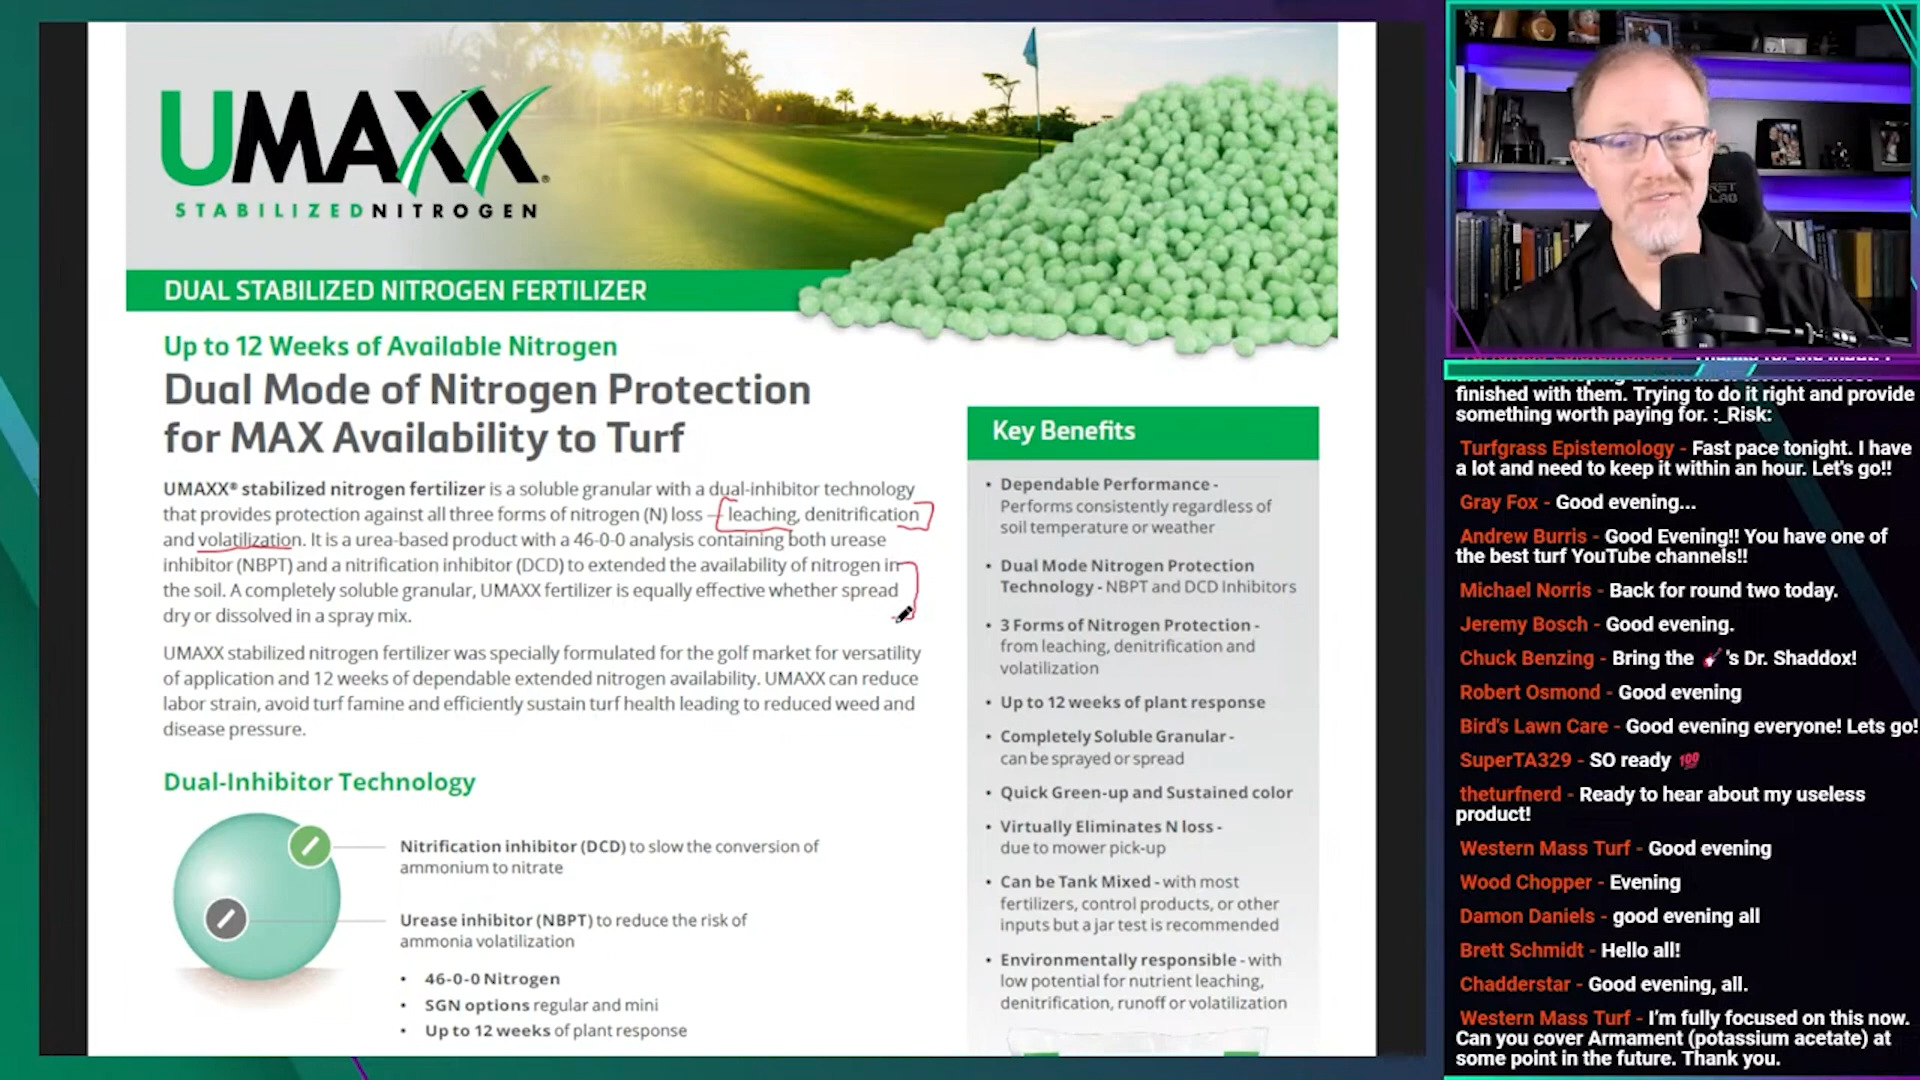 UMAXX®
STABILIZEDNITROGEN
DUAL STABILIZED NITROGEN FERTILIZER
Up to 12 Weeks of Available Nitrogen
Dual Mode of Nitrogen Protection
for MAX Availability to Turf
UMAXX® stabilized nitrogen fertilizer is a soluble granular with a dual-inhibitor technology
that provides protection against all three forms of nitrogen (N) loss — leaching, denitrification
and volatilization. It is a urea-based product with a 46-0-0 analysis containing both urease
inhibitor (NBPT) and a nitrification inhibitor (DCD) to extended the availability of nitrogen in
the soil. A completely soluble granular, UMAXX fertilizer is equally effective whether spread
dry or dissolved in a spray mix.
UMAXX stabilized nitrogen fertilizer was specially formulated for the golf market for versatility
of application and 12 weeks of dependable extended nitrogen availability. UMAXX can reduce
labor strain, avoid turf famine and efficiently sustain turf health leading to reduced weed and
disease pressure.
Dual-Inhibitor Technology
Nitrification inhibitor (DCD) to slow the conversion of
ammonium to nitrate
Urease inhibitor (NBPT) to reduce the risk of
ammonia volatilization
• 46-0-0 Nitrogen
• SGN options regular and mini
• Up to 12 weeks of plant response
Key Benefits
• Dependable Performance -
Performs consistently regardless of
soil temperature or weather
• Dual Mode Nitrogen Protection
Technology - NBPT and DCD Inhibitors
• 3 Forms of Nitrogen Protection -
from leaching, denitrification and
volatilization
• Up to 12 weeks of plant response
• Completely Soluble Granular -
can be sprayed or spread
• Quick Green-up and Sustained color
• Virtually Eliminates N loss -
due to mower pick-up
• Can be Tank Mixed - with most
fertilizers, control products, or other
inputs but a jar test is recommended
• Environmentally responsible - with
low potential for nutrient leaching,
denitrification, runoff or volatilization
finished with them. Trying to do it right and provide
something worth paying for. :_Risk:
Turfgrass Epistemology - Fast pace tonight. I have
a lot and need to keep it within an hour. Let's go!!
Gray Fox - Good evening...
Andrew Burris - Good Evening!! You have one of
the best turf YouTube channels!!
Michael Norris - Back for round two today.
Jeremy Bosch - Good evening.
Chuck Benzing - Bring the 🎸's Dr. Shaddox!
Robert Osmond - Good evening
Bird's Lawn Care - Good evening everyone! Lets go!
SuperTA329 - SO ready 💯
theturfnerd - Ready to hear about my useless
product!
Western Mass Turf - Good evening
Wood Chopper - Evening
Damon Daniels - good evening all
Brett Schmidt - Hello all!
Chadderstar - Good evening, all.
Western Mass Turf - I'm fully focused on this now.
Can you cover Armament (potassium acetate) at
some point in the future. Thank you.